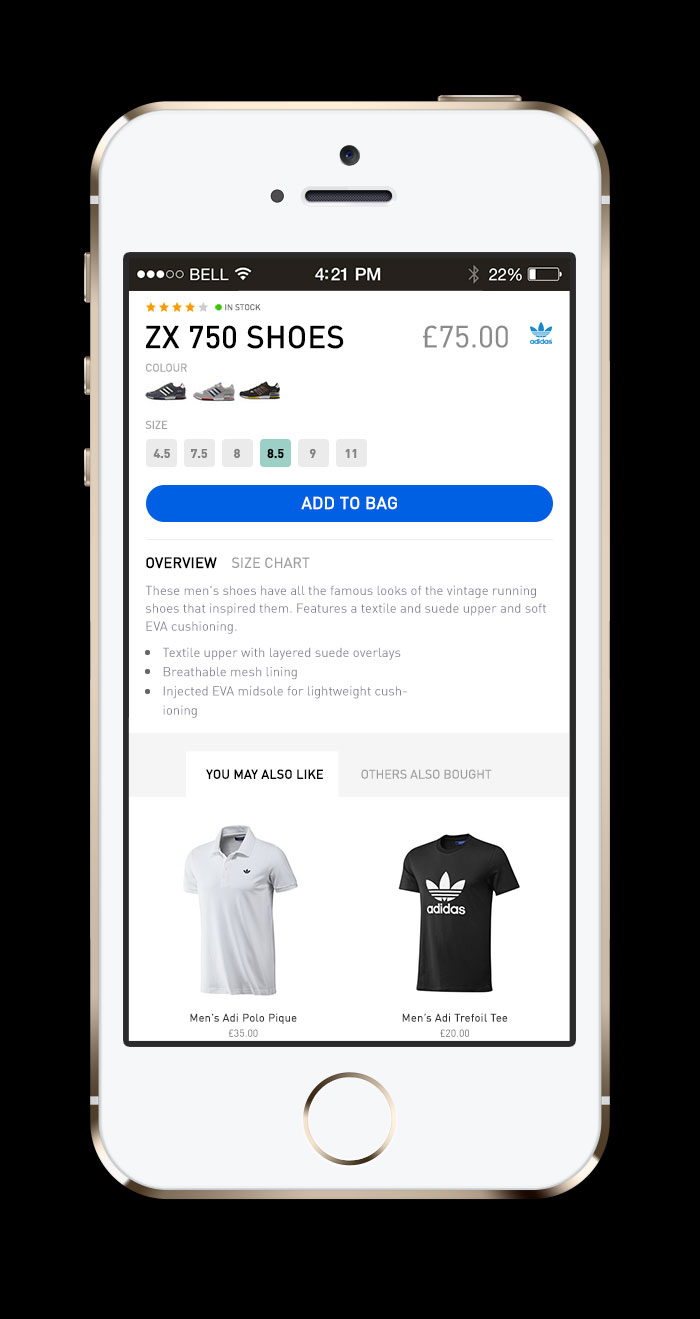 BELL 4:21 PM 22%
IN STOCK
ZX 750 SHOES £75.00 adidas
COLOUR
SIZE
4.5 7.5 8 8.5 9 11
ADD TO BAG
OVERVIEW SIZE CHART
These men's shoes have all the famous looks of the vintage running
shoes that inspired them. Features a textile and suede upper and soft
EVA cushioning.
Textile upper with layered suede overlays
Breathable mesh lining
Injected EVA midsole for lightweight cush-
ioning
YOU MAY ALSO LIKE OTHERS ALSO BOUGHT
adidas
Men's Adi Polo Pique Men's Adi Trefoil Tee
£35.00 £20.00